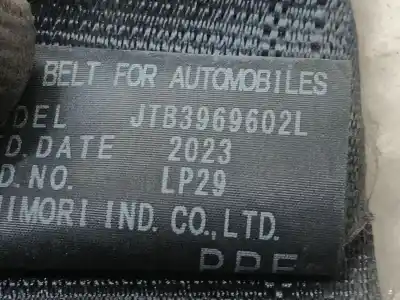 BELT FOR AUTOMOBILES
DEL JTB3969602L
D.DATE 2023
D.NO. LP29
IMORI IND. CO.,LTD.